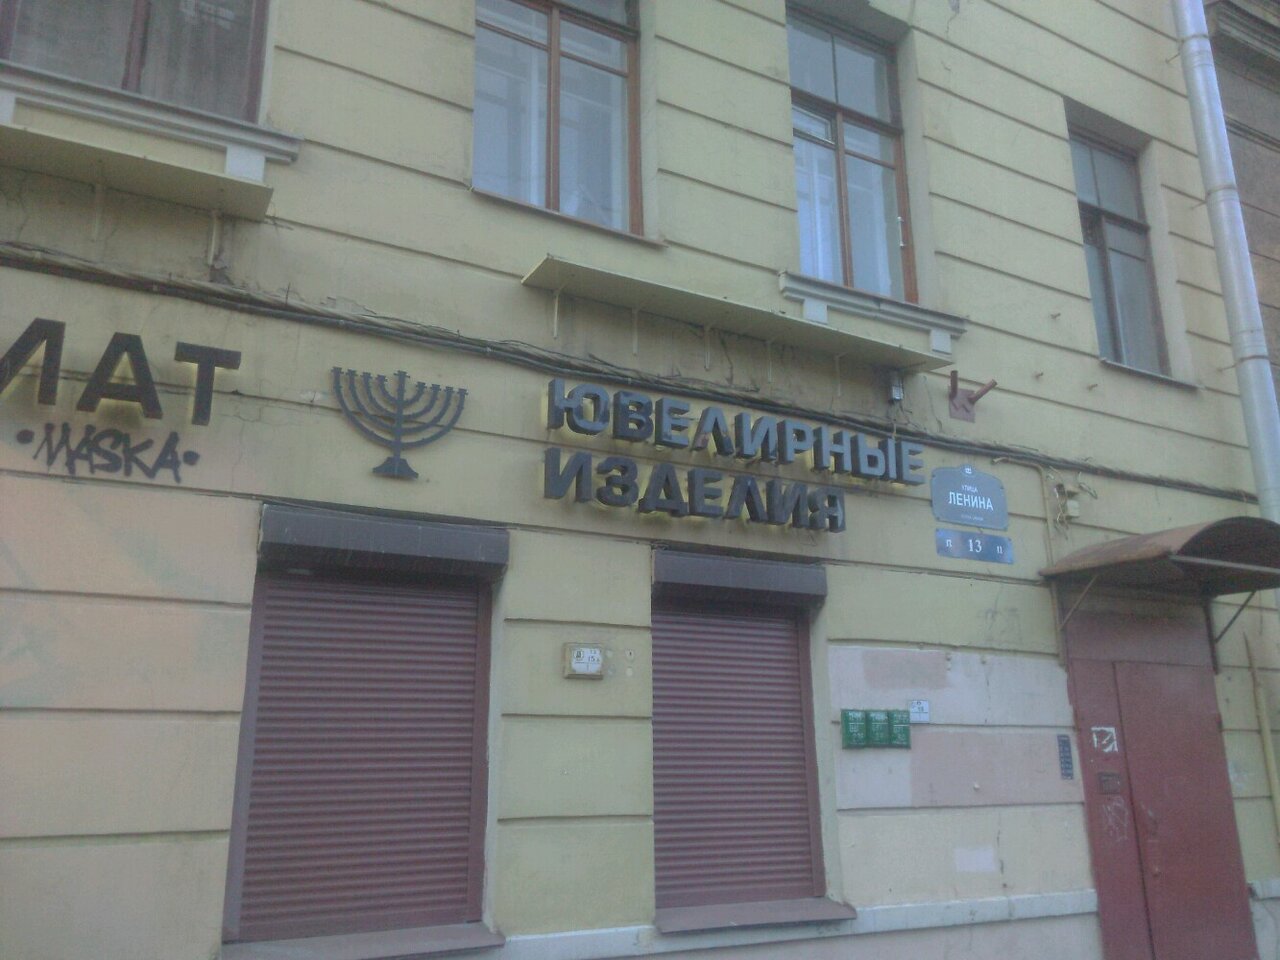 ЛАТ
•MASKA•
ЮВЕЛИРНЫЕ
ИЗДЕЛИЯ
УЛИЦА
ЛЕНИНА
13